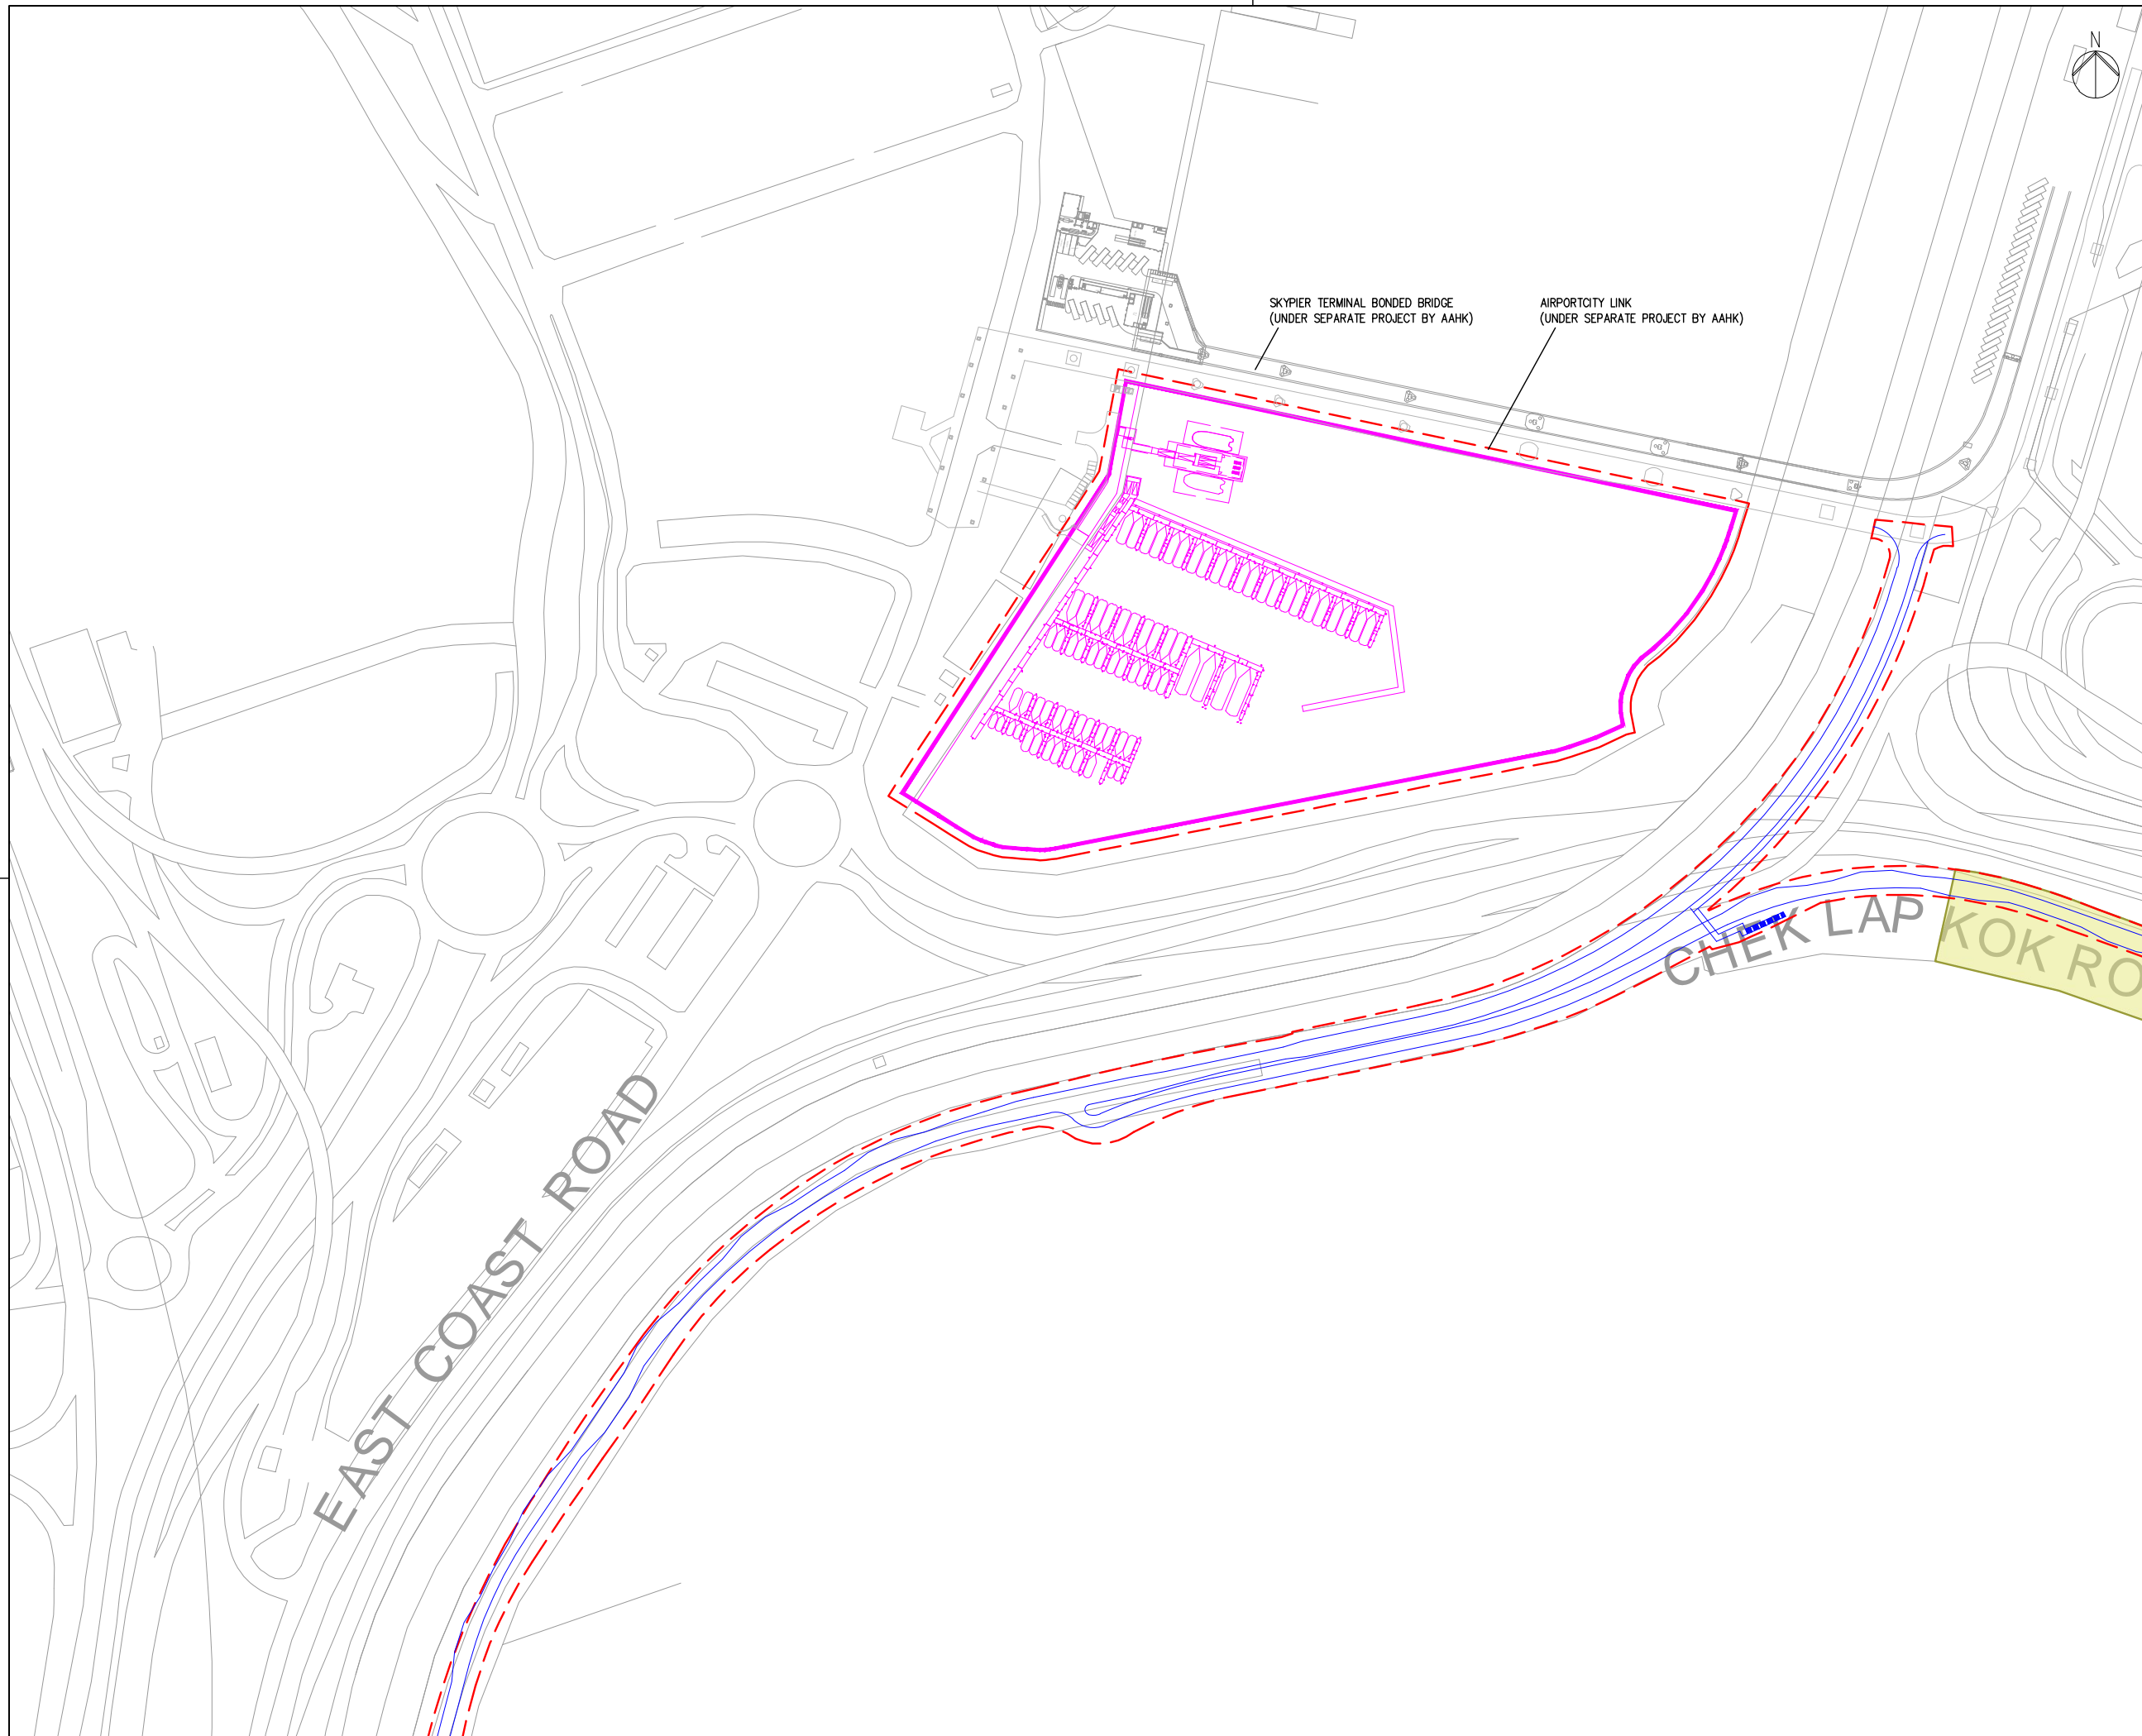 N
SKYPIER TERMINAL BONDED BRIDGE
(UNDER SEPARATE PROJECT BY AAHK)
AIRPORTCITY LINK
(UNDER SEPARATE PROJECT BY AAHK)
CHEK LAP KOK RO
EAST COAST ROAD